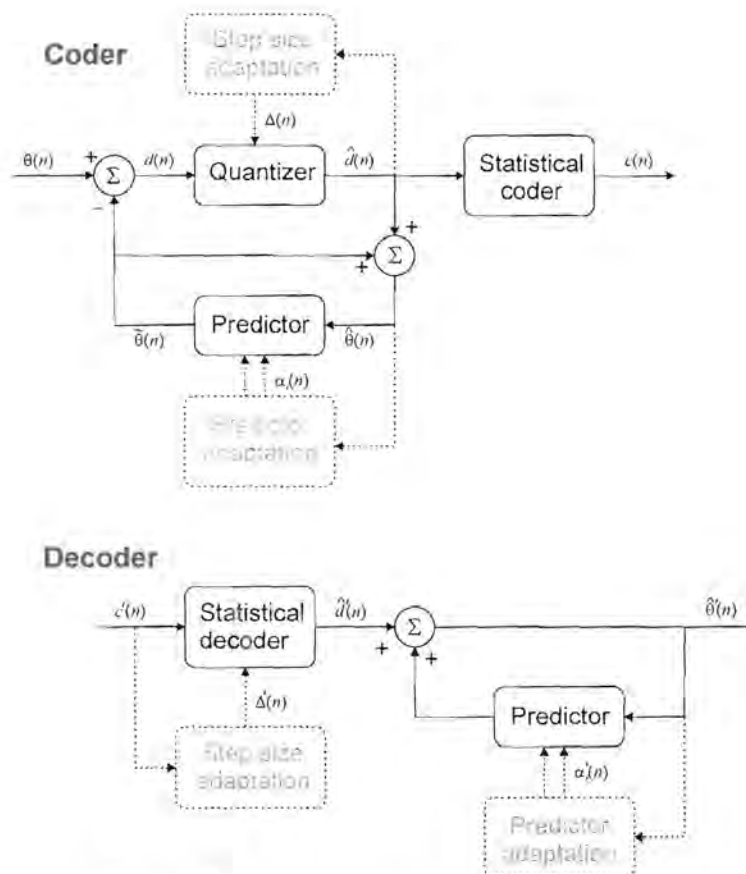 Coder
Step size
adaptation
Δ(n)
θ(n)
+
Σ
−
d(n)
Quantizer
d̂(n)
Statistical
coder
c(n)
+
+
Σ
Predictor
θ̃(n)
θ̂(n)
αᵢ(n)
Predictor
adaptation
Decoder
c'(n)
Statistical
decoder
d̂'(n)
+
Σ
+
θ̂'(n)
Δ'(n)
Step size
adaptation
Predictor
α'ᵢ(n)
Predictor
adaptation